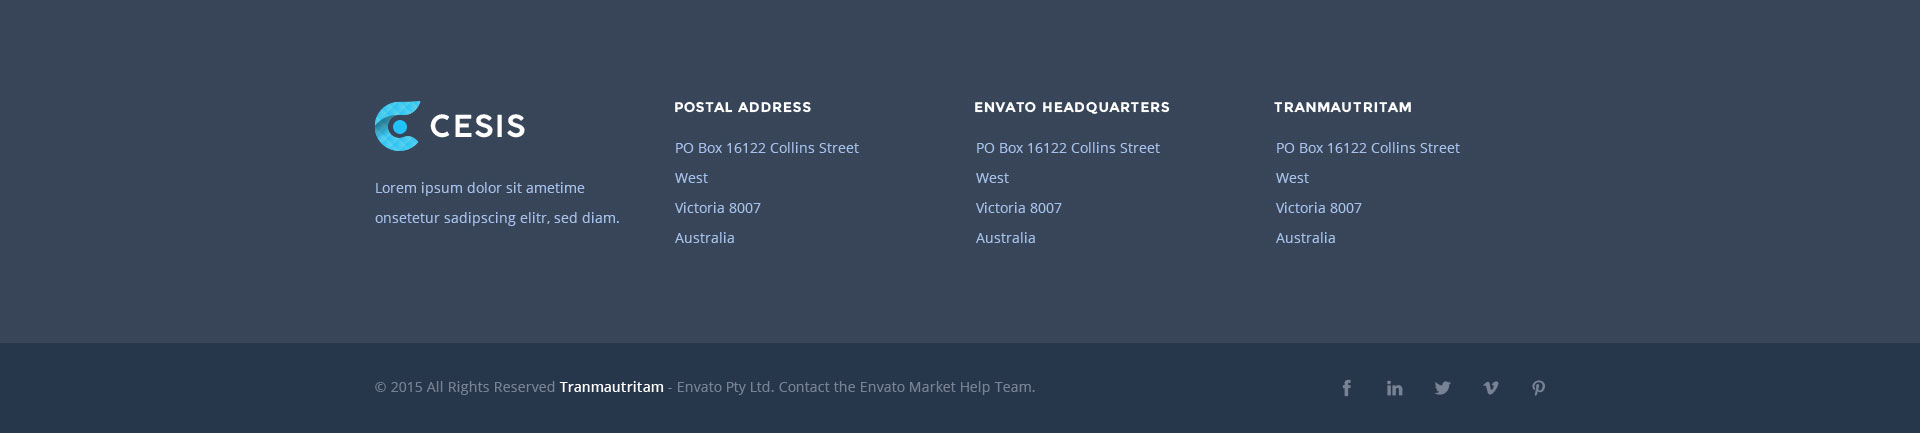 CESIS
Lorem ipsum dolor sit ametime
onsetetur sadipscing elitr, sed diam.
POSTAL ADDRESS
PO Box 16122 Collins Street
West
Victoria 8007
Australia
ENVATO HEADQUARTERS
PO Box 16122 Collins Street
West
Victoria 8007
Australia
TRANMAUTRITAM
PO Box 16122 Collins Street
West
Victoria 8007
Australia
© 2015 All Rights Reserved Tranmautritam - Envato Pty Ltd. Contact the Envato Market Help Team.